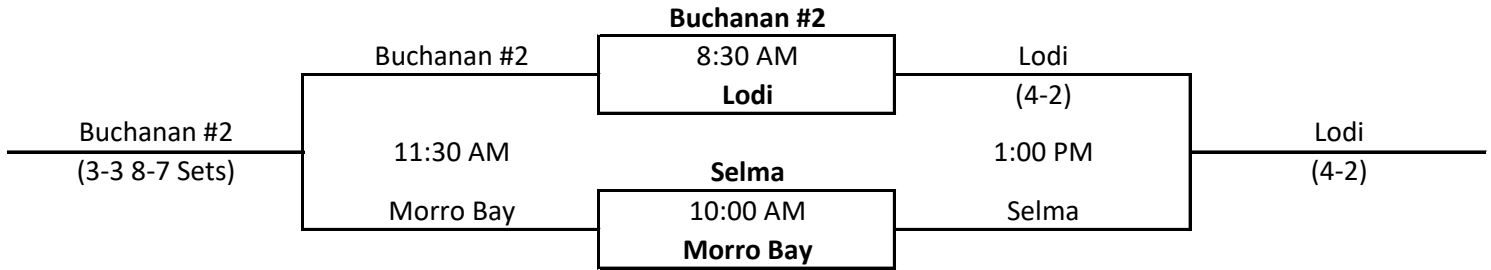 Buchanan #2
Buchanan #2 8:30 AM Lodi
Lodi (4-2)
Buchanan #2 Lodi
11:30 AM 1:00 PM
(3-3 8-7 Sets) Selma (4-2)
Morro Bay 10:00 AM Selma
Morro Bay